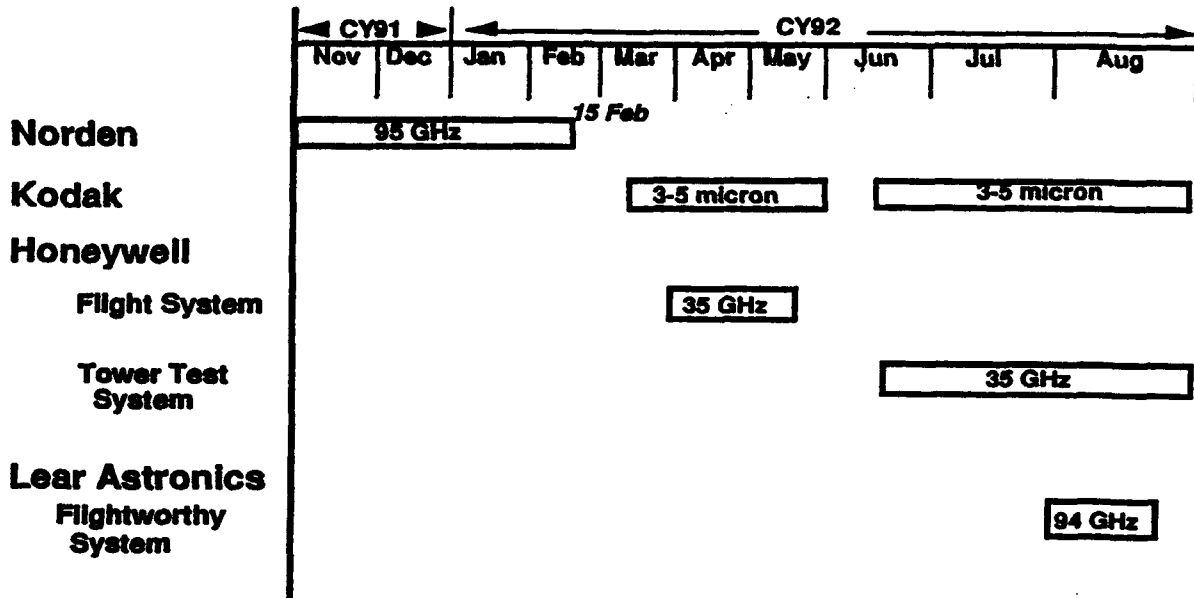 CY91 CY92
Nov Dec Jan Feb Mar Apr May Jun Jul Aug
15 Feb
Norden 95 GHz
Kodak 3-5 micron 3-5 micron
Honeywell
Flight System 35 GHz
Tower Test
System 35 GHz
Lear Astronics
Flightworthy
System 94 GHz